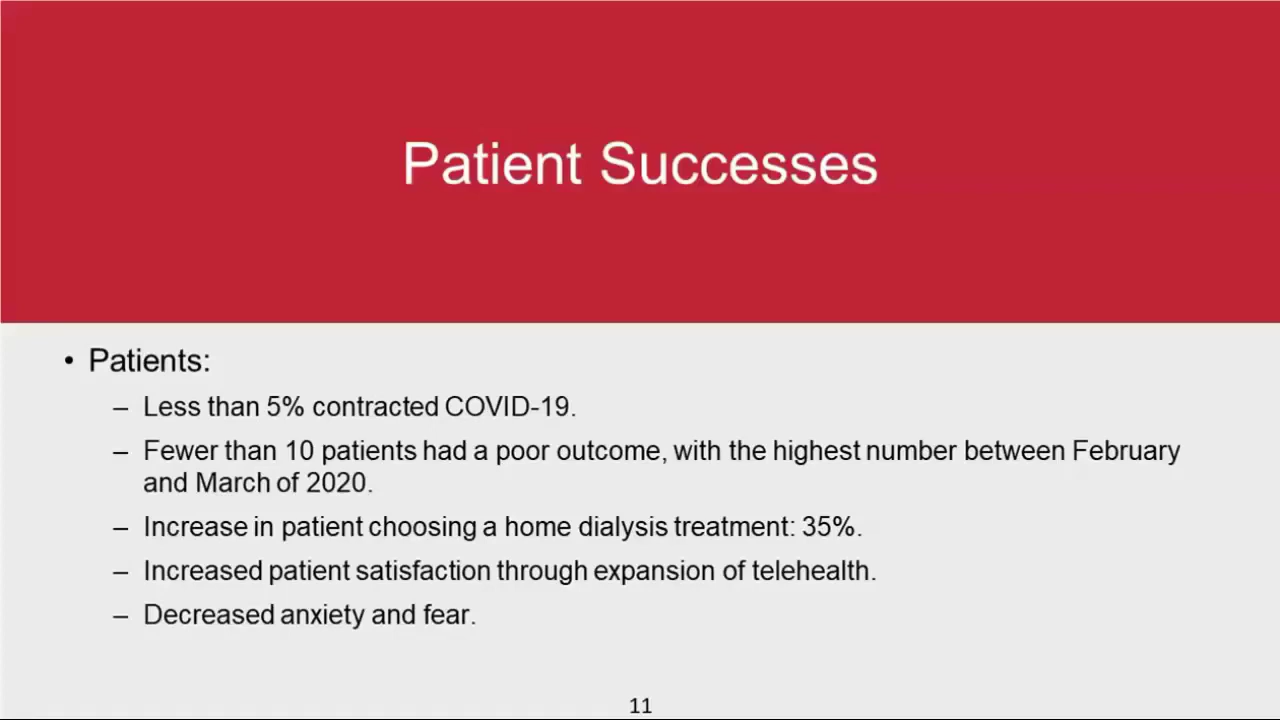 Patient Successes
• Patients:
– Less than 5% contracted COVID-19.
– Fewer than 10 patients had a poor outcome, with the highest number between February
and March of 2020.
– Increase in patient choosing a home dialysis treatment: 35%.
– Increased patient satisfaction through expansion of telehealth.
– Decreased anxiety and fear.
11